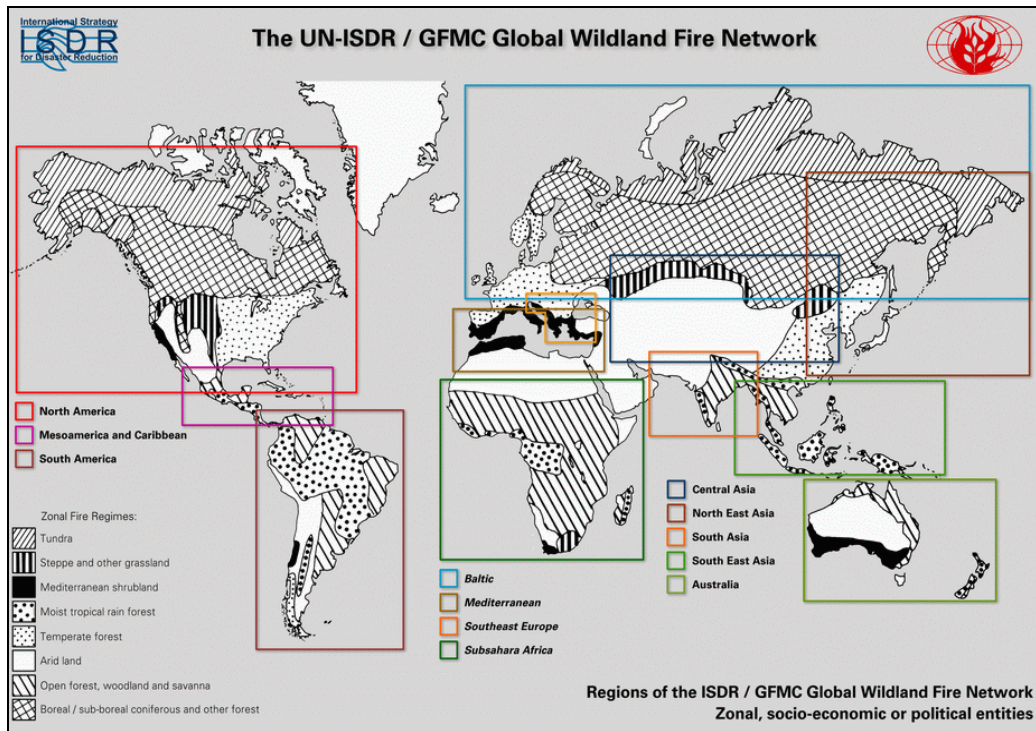 International Strategy
ISDR
for Disaster Reduction
The UN-ISDR / GFMC Global Wildland Fire Network
North America
Mesoamerica and Caribbean
South America
Zonal Fire Regimes:
Tundra
Steppe and other grassland
Mediterranean shrubland
Moist tropical rain forest
Temperate forest
Arid land
Open forest, woodland and savanna
Boreal / sub-boreal coniferous and other forest
Baltic
Mediterranean
Southeast Europe
Subsahara Africa
Central Asia
North East Asia
South Asia
South East Asia
Australia
Regions of the ISDR / GFMC Global Wildland Fire Network
Zonal, socio-economic or political entities